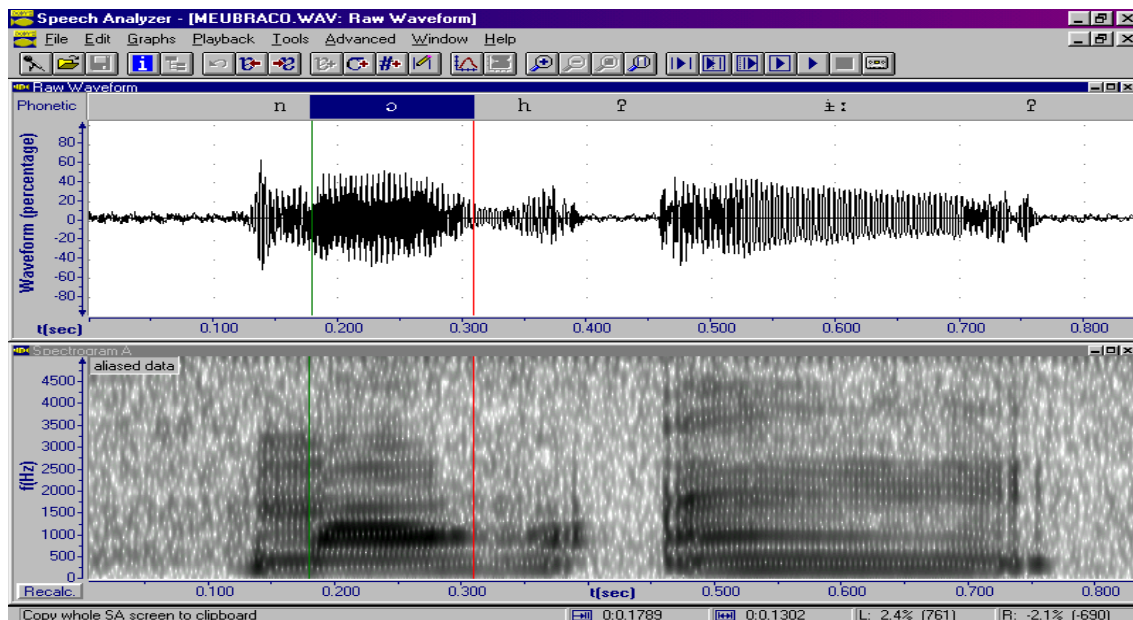 Speech Analyzer - [MEUBRACO.WAV: Raw Waveform]
File Edit Graphs Playback Tools Advanced Window Help
Raw Waveform
Phonetic n ɔ h ʔ ɨː ʔ
Waveform (percentage)
80
60
40
20
0
-20
-40
-60
-80
t(sec) 0.100 0.200 0.300 0.400 0.500 0.600 0.700 0.800
Spectrogram A
aliased data
f(Hz)
4500
4000
3500
3000
2500
2000
1500
1000
500
0
Recalc. 0.100 0.200 0.300 t(sec) 0.500 0.600 0.700 0.800
Copy whole SA screen to clipboard 0:0.1789 0:0.1302 L: 2.4% (761) R: -2.1% (-690)